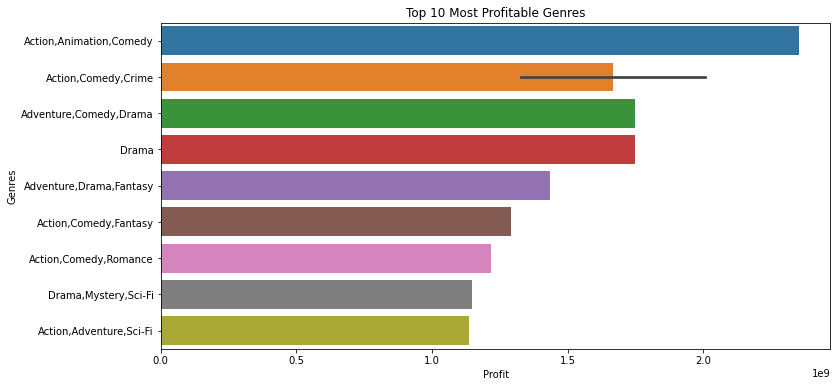 Top 10 Most Profitable Genres
Genres
Action,Animation,Comedy
Action,Comedy,Crime
Adventure,Comedy,Drama
Drama
Adventure,Drama,Fantasy
Action,Comedy,Fantasy
Action,Comedy,Romance
Drama,Mystery,Sci-Fi
Action,Adventure,Sci-Fi
0.0 0.5 1.0 1.5 2.0
1e9
Profit